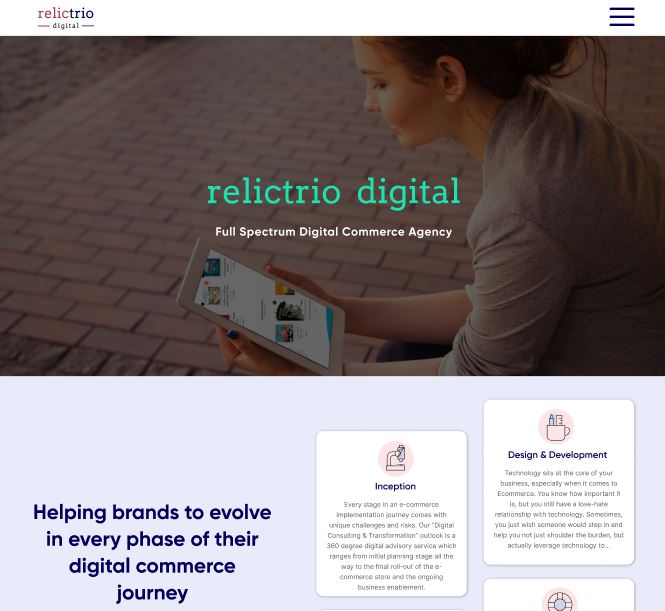 relictrio
digital
relictrio digital
Full Spectrum Digital Commerce Agency
Helping brands to evolve
in every phase of their
digital commerce
journey
Inception
Every stage in an e-commerce
implementation journey comes with
unique challenges and risks. Our "Digital
Consulting & Transformation" outlook is a
360 degree digital advisory service which
ranges from initial planning stage all the
way to the final roll-out of the e-
commerce store and the ongoing
business enablement.
Design & Development
Technology sits at the core of your
business, especially when it comes to
Ecommerce. You know how important it
is, but you still have a love-hate
relationship with technology. Sometimes,
you just wish someone would step in and
help you not just shoulder the burden, but
actually leverage technology to...